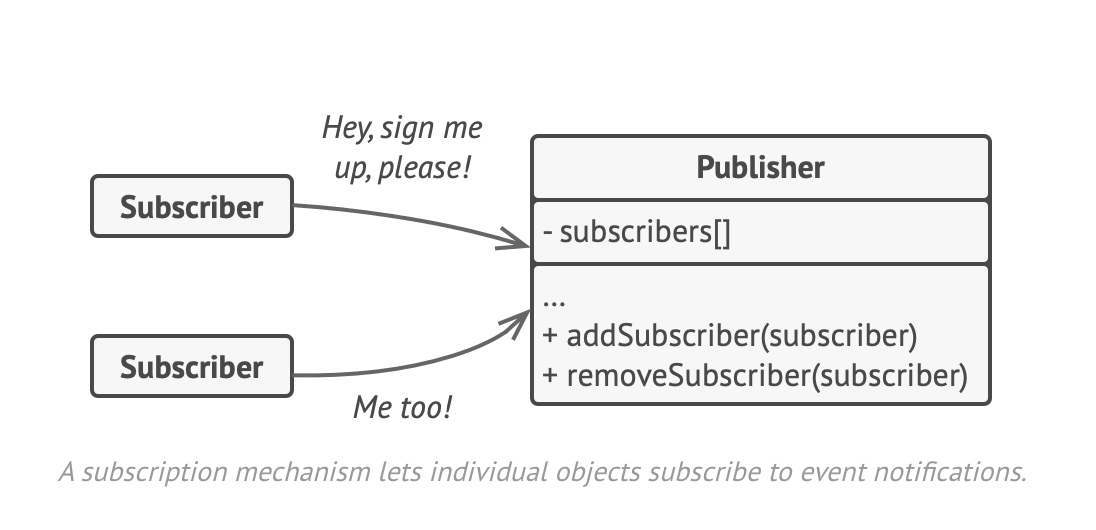 Hey, sign me
up, please!
Subscriber
Publisher
- subscribers[]
...
+ addSubscriber(subscriber)
+ removeSubscriber(subscriber)
Subscriber
Me too!
A subscription mechanism lets individual objects subscribe to event notifications.